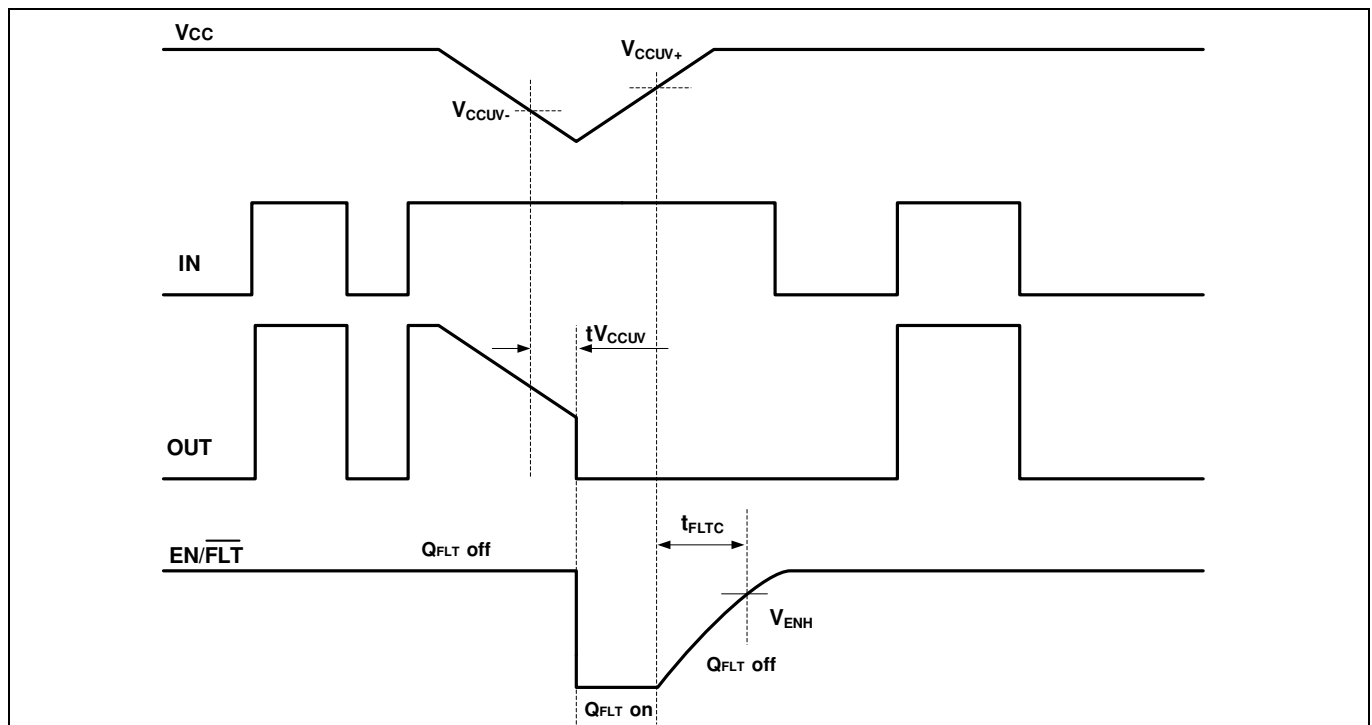 VCC
VCCUV+
VCCUV-
IN
tVCCUV
OUT
tFLTC
EN/FLT
QFLT off
VENH
QFLT off
QFLT on